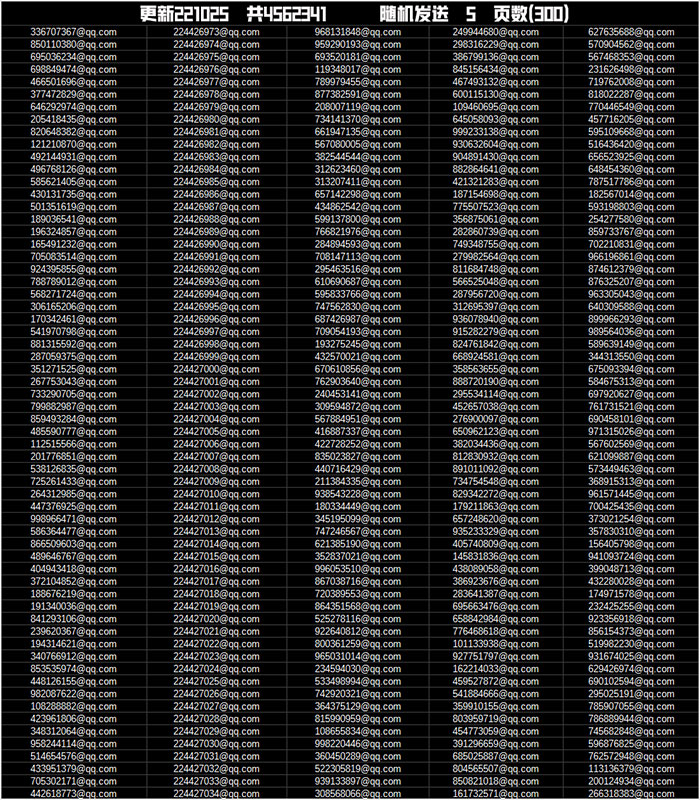 更新221025 共4562341 随机发送 5 页数(300)
336707367@qq.com 224426973@qq.com 968131848@qq.com 249944680@qq.com 627635688@qq.com
850110380@qq.com 224426974@qq.com 959290193@qq.com 298316229@qq.com 570904562@qq.com
695036234@qq.com 224426975@qq.com 693520181@qq.com 386799136@qq.com 567468353@qq.com
698849474@qq.com 224426976@qq.com 119348017@qq.com 845156434@qq.com 231626498@qq.com
466501696@qq.com 224426977@qq.com 789979455@qq.com 467493132@qq.com 719762008@qq.com
377472829@qq.com 224426978@qq.com 877382591@qq.com 600115130@qq.com 818022287@qq.com
646292974@qq.com 224426979@qq.com 208007119@qq.com 109460695@qq.com 770446549@qq.com
205418435@qq.com 224426980@qq.com 734141370@qq.com 645058093@qq.com 457716205@qq.com
820648382@qq.com 224426981@qq.com 661947135@qq.com 999233138@qq.com 595109668@qq.com
121210870@qq.com 224426982@qq.com 567080005@qq.com 930632604@qq.com 516436420@qq.com
492144931@qq.com 224426983@qq.com 382544544@qq.com 904891430@qq.com 656523925@qq.com
496768126@qq.com 224426984@qq.com 312623460@qq.com 882864641@qq.com 648454360@qq.com
585621405@qq.com 224426985@qq.com 313207411@qq.com 421321283@qq.com 787517786@qq.com
430131735@qq.com 224426986@qq.com 657142298@qq.com 187154698@qq.com 182567014@qq.com
501351619@qq.com 224426987@qq.com 434862542@qq.com 775507523@qq.com 593198803@qq.com
189036541@qq.com 224426988@qq.com 599137800@qq.com 356875061@qq.com 254277580@qq.com
196324857@qq.com 224426989@qq.com 766821976@qq.com 282860739@qq.com 859733767@qq.com
165491232@qq.com 224426990@qq.com 284894593@qq.com 749348755@qq.com 702210831@qq.com
705083514@qq.com 224426991@qq.com 708147113@qq.com 279982564@qq.com 966196861@qq.com
924395855@qq.com 224426992@qq.com 295463516@qq.com 811684748@qq.com 874612379@qq.com
788789012@qq.com 224426993@qq.com 610690687@qq.com 566525048@qq.com 876325207@qq.com
568271724@qq.com 224426994@qq.com 595833766@qq.com 287956720@qq.com 963305043@qq.com
306165206@qq.com 224426995@qq.com 747562830@qq.com 312695397@qq.com 640309588@qq.com
170342461@qq.com 224426996@qq.com 687426987@qq.com 936078940@qq.com 899966293@qq.com
541970798@qq.com 224426997@qq.com 709054193@qq.com 915282279@qq.com 989564036@qq.com
881315592@qq.com 224426998@qq.com 193275245@qq.com 824761842@qq.com 589639149@qq.com
287059375@qq.com 224426999@qq.com 432570021@qq.com 668924581@qq.com 344313550@qq.com
351271525@qq.com 224427000@qq.com 670610856@qq.com 358563655@qq.com 675093394@qq.com
267753043@qq.com 224427001@qq.com 762903640@qq.com 888720190@qq.com 584675313@qq.com
733290705@qq.com 224427002@qq.com 240453141@qq.com 295534114@qq.com 697920627@qq.com
799882987@qq.com 224427003@qq.com 309594872@qq.com 452657038@qq.com 761731521@qq.com
859493284@qq.com 224427004@qq.com 567884951@qq.com 276900097@qq.com 690458101@qq.com
485590777@qq.com 224427005@qq.com 416887337@qq.com 650962123@qq.com 971315026@qq.com
112515566@qq.com 224427006@qq.com 422728252@qq.com 382034436@qq.com 567602569@qq.com
201776851@qq.com 224427007@qq.com 835023827@qq.com 812830932@qq.com 621099887@qq.com
538126835@qq.com 224427008@qq.com 440716429@qq.com 891011092@qq.com 573449463@qq.com
725261433@qq.com 224427009@qq.com 211384335@qq.com 734754548@qq.com 368915313@qq.com
264312985@qq.com 224427010@qq.com 938543228@qq.com 829342272@qq.com 961571445@qq.com
447376925@qq.com 224427011@qq.com 180334449@qq.com 179211863@qq.com 700425435@qq.com
998966471@qq.com 224427012@qq.com 345195099@qq.com 657248620@qq.com 373021254@qq.com
586364477@qq.com 224427013@qq.com 747246567@qq.com 935233329@qq.com 357830310@qq.com
866509603@qq.com 224427014@qq.com 621385190@qq.com 405740809@qq.com 156405798@qq.com
489646767@qq.com 224427015@qq.com 352837021@qq.com 145831836@qq.com 941093724@qq.com
404943418@qq.com 224427016@qq.com 996053510@qq.com 438089058@qq.com 399048713@qq.com
372104852@qq.com 224427017@qq.com 867038716@qq.com 386923676@qq.com 432280028@qq.com
188676219@qq.com 224427018@qq.com 720389553@qq.com 283641387@qq.com 174971578@qq.com
191340036@qq.com 224427019@qq.com 864351568@qq.com 695663476@qq.com 232425255@qq.com
841293106@qq.com 224427020@qq.com 525278116@qq.com 658842984@qq.com 923356918@qq.com
239620367@qq.com 224427021@qq.com 922640812@qq.com 776468618@qq.com 856154373@qq.com
194314621@qq.com 224427022@qq.com 800361259@qq.com 101133938@qq.com 519982230@qq.com
340766912@qq.com 224427023@qq.com 965031014@qq.com 927751797@qq.com 931674025@qq.com
853535974@qq.com 224427024@qq.com 234594030@qq.com 162214033@qq.com 629426974@qq.com
448126155@qq.com 224427025@qq.com 533498994@qq.com 459527872@qq.com 690102594@qq.com
982087622@qq.com 224427026@qq.com 742920321@qq.com 541884666@qq.com 295025191@qq.com
108288882@qq.com 224427027@qq.com 364375129@qq.com 359910155@qq.com 785907055@qq.com
423961806@qq.com 224427028@qq.com 815990959@qq.com 803959719@qq.com 786889944@qq.com
348312064@qq.com 224427029@qq.com 108655834@qq.com 454773059@qq.com 745682848@qq.com
958244114@qq.com 224427030@qq.com 998220446@qq.com 391296659@qq.com 596876825@qq.com
514654576@qq.com 224427031@qq.com 360450289@qq.com 685025887@qq.com 762572948@qq.com
433951379@qq.com 224427032@qq.com 522305819@qq.com 804565507@qq.com 113136379@qq.com
705302171@qq.com 224427033@qq.com 939133897@qq.com 850821018@qq.com 200124934@qq.com
442618773@qq.com 224427034@qq.com 308568066@qq.com 161732571@qq.com 266318383@qq.com